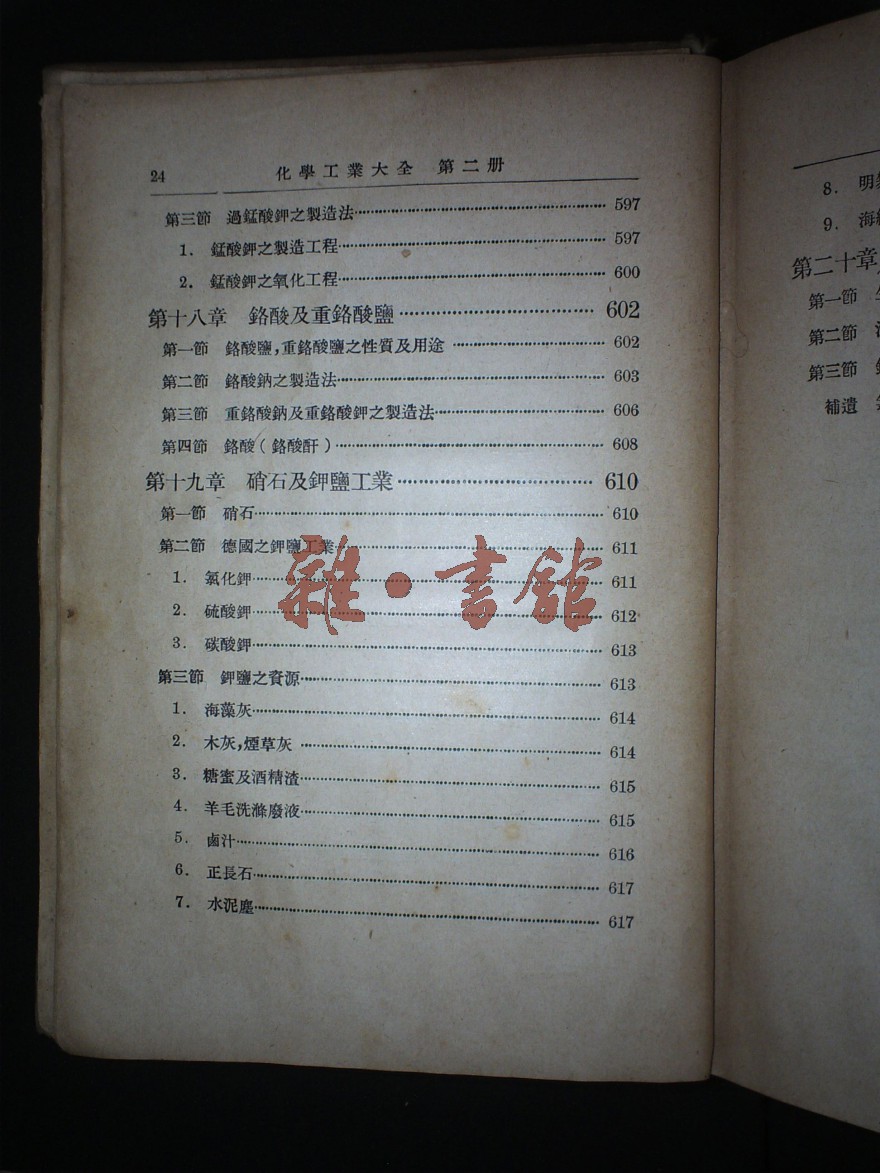 24 化學工業大全 第二册
第三節 過錳酸鉀之製造法 597
1. 錳酸鉀之製造工程 597
2. 錳酸鉀之氧化工程 600
第十八章 鉻酸及重鉻酸鹽 602
第一節 鉻酸鹽,重鉻酸鹽之性質及用途 602
第二節 鉻酸鈉之製造法 603
第三節 重鉻酸鈉及重鉻酸鉀之製造法 606
第四節 鉻酸(鉻酸酐) 608
第十九章 硝石及鉀鹽工業 610
第一節 硝石 610
第二節 德國之鉀鹽工業 611
1. 氯化鉀 611
2. 硫酸鉀 612
3. 碳酸鉀 613
第三節 鉀鹽之資源 613
1. 海藻灰 614
2. 木灰,煙草灰 614
3. 糖蜜及酒精渣 615
4. 羊毛洗滌廢液 615
5. 鹵汁 616
6. 正長石 617
7. 水泥塵 617
雜·書館
8. 明
9. 海
第二十章
第一節
第二節
第三節
補遺